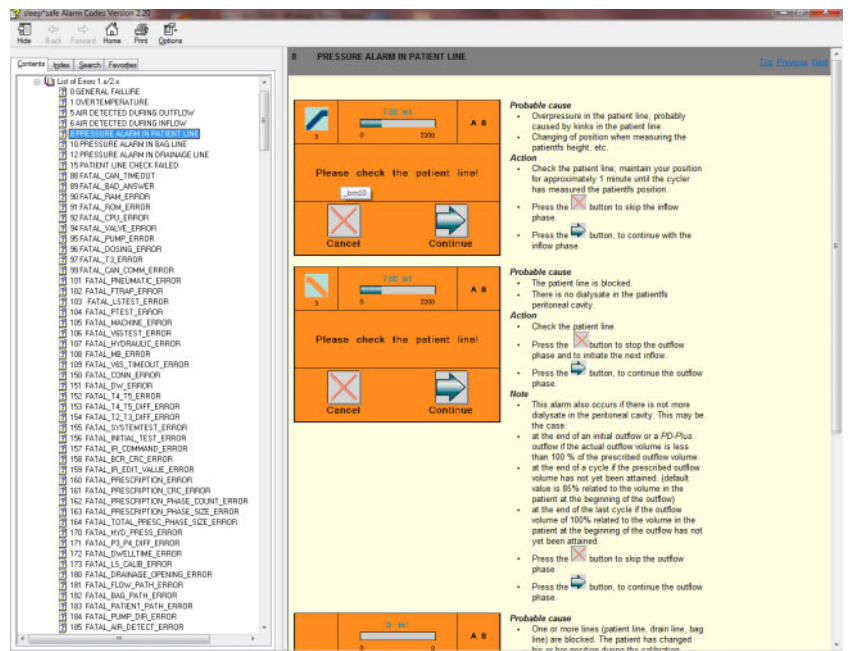 sleep*safe Alarm Codes Version 2.20
Hide Back Forward Home Print Options
Contents Index Search Favorites
List of Errors 1.x/2.x
0 GENERAL FAILURE
1 OVERTEMPERATURE
5 AIR DETECTED DURING OUTFLOW
6 AIR DETECTED DURING INFLOW
8 PRESSURE ALARM IN PATIENT LINE
10 PRESSURE ALARM IN BAG LINE
12 PRESSURE ALARM IN DRAINAGE LINE
15 PATIENT LINE CHECK FAILED
88 FATAL_CAN_TIMEOUT
89 FATAL_BAD_ANSWER
90 FATAL_RAM_ERROR
91 FATAL_ROM_ERROR
92 FATAL_CPU_ERROR
94 FATAL_VALVE_ERROR
95 FATAL_PUMP_ERROR
96 FATAL_DOSING_ERROR
97 FATAL_T3_ERROR
99 FATAL_CAN_COMM_ERROR
101 FATAL_PNEUMATIC_ERROR
102 FATAL_FTRAP_ERROR
103 FATAL_LSTEST_ERROR
104 FATAL_PTEST_ERROR
105 FATAL_MACHINE_ERROR
106 FATAL_V6STEST_ERROR
107 FATAL_HYDRAULIC_ERROR
108 FATAL_MB_ERROR
109 FATAL_V6S_TIMEOUT_ERROR
150 FATAL_CONN_ERROR
151 FATAL_DW_ERROR
152 FATAL_T4_T5_ERROR
153 FATAL_T4_T5_DIFF_ERROR
154 FATAL_T2_T3_DIFF_ERROR
155 FATAL_SYSTEMTEST_ERROR
156 FATAL_INITIAL_TEST_ERROR
157 FATAL_IR_COMMAND_ERROR
158 FATAL_BCR_CRC_ERROR
159 FATAL_IR_EDIT_VALUE_ERROR
160 FATAL_PRESCRIPTION_ERROR
161 FATAL_PRESCRIPTION_CRC_ERROR
162 FATAL_PRESCRIPTION_PHASE_COUNT_ERROR
163 FATAL_PRESCRIPTION_PHASE_SIZE_ERROR
164 FATAL_TOTAL_PRESC_PHASE_SIZE_ERROR
170 FATAL_HYD_PRESS_ERROR
171 FATAL_P3_P4_DIFF_ERROR
172 FATAL_DWELLTIME_ERROR
173 FATAL_LS_CALIB_ERROR
180 FATAL_DRAINAGE_OPENING_ERROR
181 FATAL_FLOW_PATH_ERROR
182 FATAL_BAG_PATH_ERROR
183 FATAL_PATIENT_PATH_ERROR
184 FATAL_PUMP_DIR_ERROR
185 FATAL_AIR_DETECT_ERROR
8 PRESSURE ALARM IN PATIENT LINE
Top Previous Next
730 ml
A 8
3 0 2200
Please check the patient line!
_bm20
Cancel Continue
Probable cause
Overpressure in the patient line, probably
caused by kinks in the patient line.
Changing of position when measuring the
patientfs height, etc.
Action
Check the patient line; maintain your position
for approximately 1 minute until the cycler
has measured the patientfs position.
Press the button to skip the inflow
phase.
Press the button, to continue with the
inflow phase.
730 ml
A 8
3 0 2200
Please check the patient line!
Cancel Continue
Probable cause
The patient line is blocked.
There is no dialysate in the patientfs
peritoneal cavity.
Action
Check the patient line.
Press the button to stop the outflow
phase and to initiate the next inflow.
Press the button, to continue the outflow
phase.
Note
This alarm also occurs if there is not more
dialysate in the peritoneal cavity. This may be
the case:
at the end of an initial outflow or a PD-Plus
outflow if the actual outflow volume is less
than 100 % of the prescribed outflow volume.
at the end of a cycle if the prescribed outflow
volume has not yet been attained. (default
value is 85% related to the volume in the
patient at the beginning of the outflow)
at the end of the last cycle if the outflow
volume of 100% related to the volume in the
patient at the beginning of the outflow has not
yet been attained.
Press the button to skip the outflow
phase.
Press the button, to continue the outflow
phase.
0 ml
A 8
0 0
Probable cause
One or more lines (patient line, drain line, bag
line) are blocked. The patient has changed
his or her position during the calibration